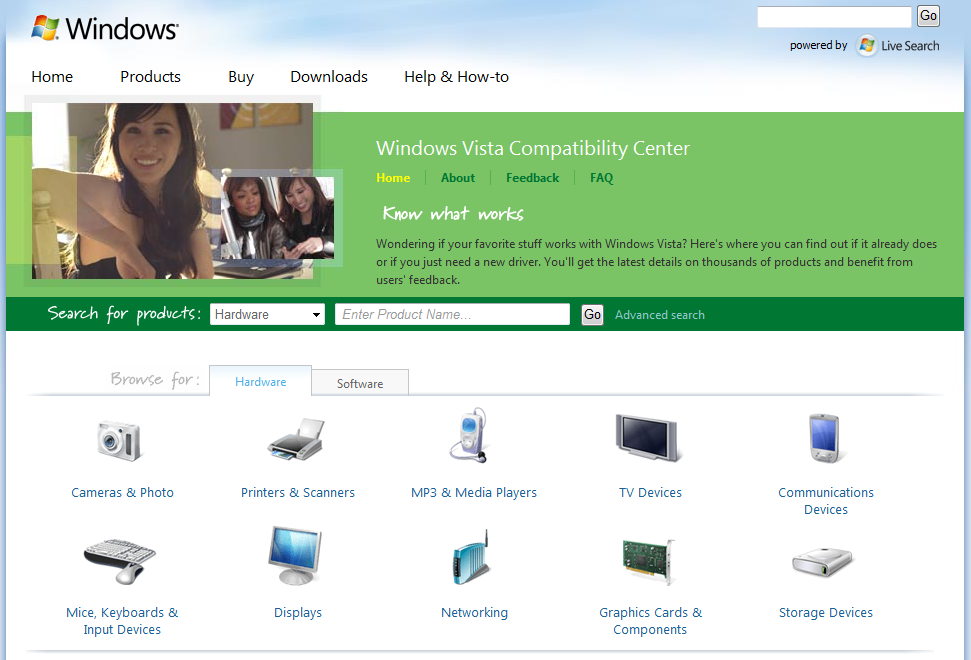 Windows
Go
powered by Live Search
Home Products Buy Downloads Help & How-to
Windows Vista Compatibility Center
Home About Feedback FAQ
Know what works
Wondering if your favorite stuff works with Windows Vista? Here's where you can find out if it already does
or if you just need a new driver. You'll get the latest details on thousands of products and benefit from
users' feedback.
Search for products: Hardware Enter Product Name... Go Advanced search
Browse for: Hardware Software
Cameras & Photo
Printers & Scanners
MP3 & Media Players
TV Devices
Communications
Devices
Mice, Keyboards &
Input Devices
Displays
Networking
Graphics Cards &
Components
Storage Devices